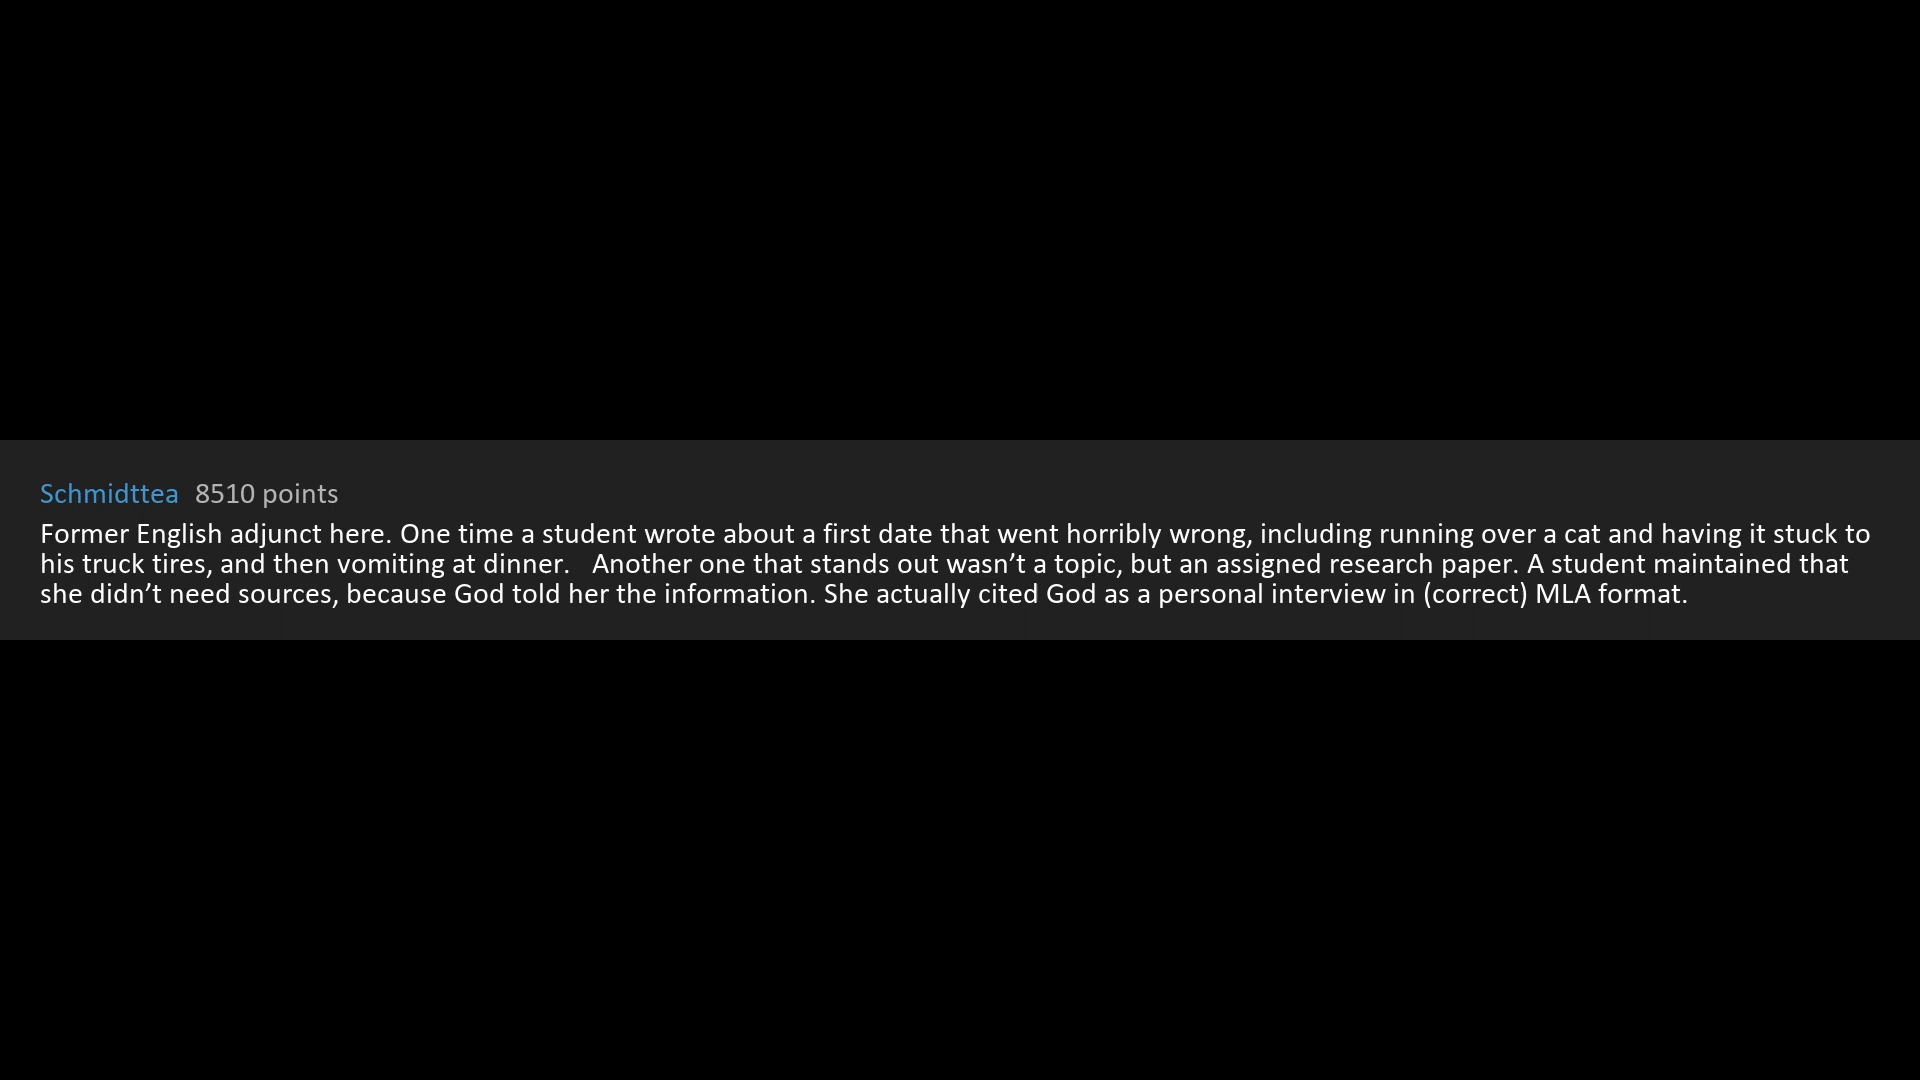 Schmidttea 8510 points
Former English adjunct here. One time a student wrote about a first date that went horribly wrong, including running over a cat and having it stuck to
his truck tires, and then vomiting at dinner.   Another one that stands out wasn’t a topic, but an assigned research paper. A student maintained that
she didn’t need sources, because God told her the information. She actually cited God as a personal interview in (correct) MLA format.